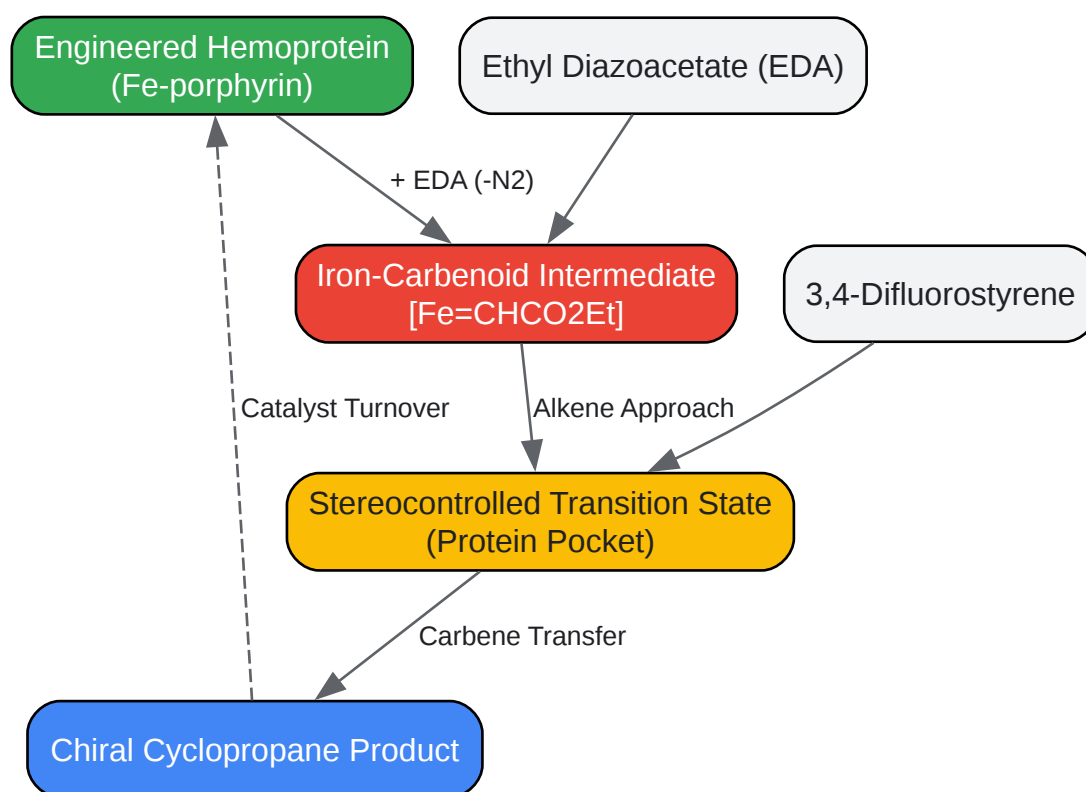 Engineered Hemoprotein
(Fe-porphyrin)
Ethyl Diazoacetate (EDA)
+ EDA (-N2)
Iron-Carbenoid Intermediate
[Fe=CHCO2Et]
3,4-Difluorostyrene
Catalyst Turnover
Alkene Approach
Stereocontrolled Transition State
(Protein Pocket)
Carbene Transfer
Chiral Cyclopropane Product